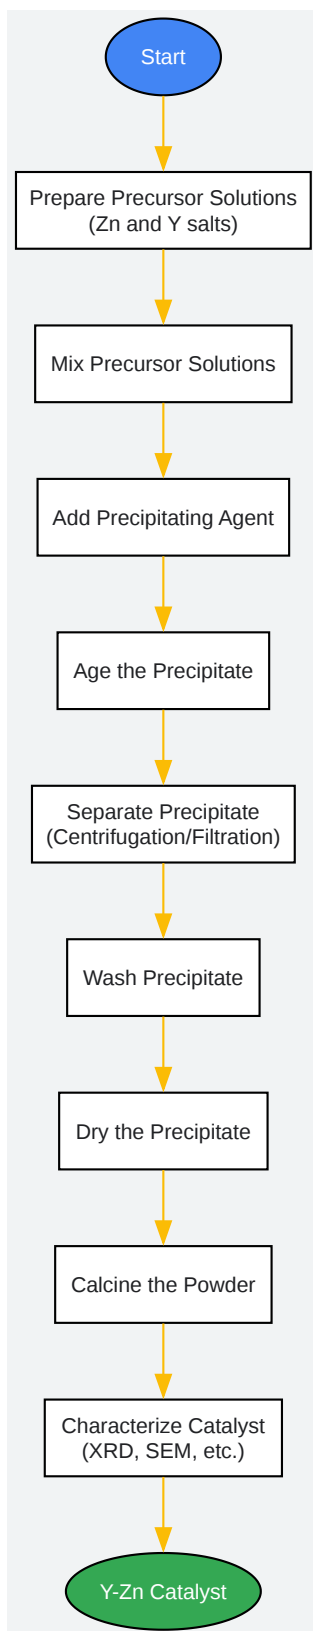 Start
Prepare Precursor Solutions
(Zn and Y salts)
Mix Precursor Solutions
Add Precipitating Agent
Age the Precipitate
Separate Precipitate
(Centrifugation/Filtration)
Wash Precipitate
Dry the Precipitate
Calcine the Powder
Characterize Catalyst
(XRD, SEM, etc.)
Y-Zn Catalyst